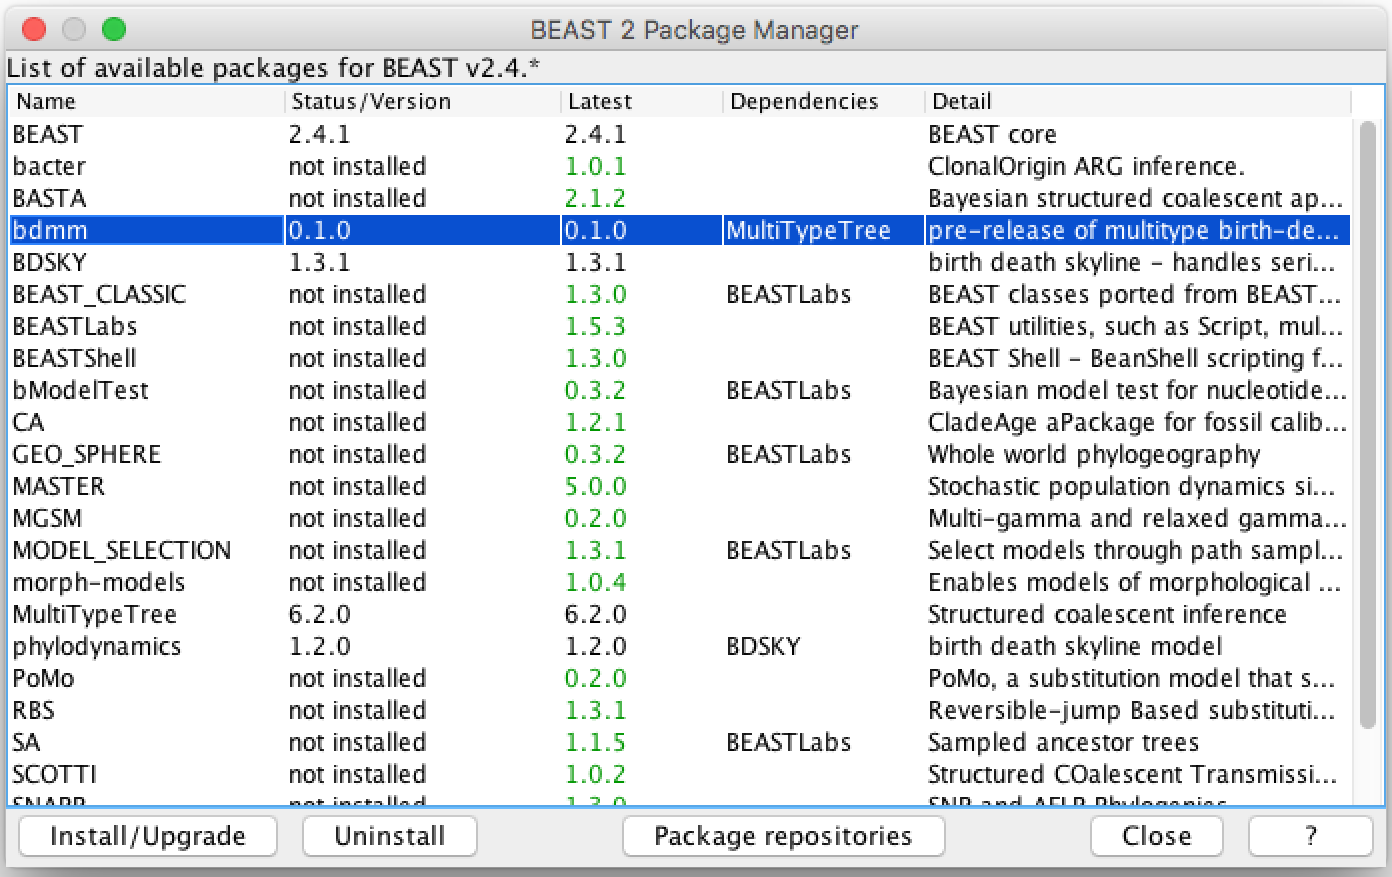 BEAST 2 Package Manager
List of available packages for BEAST v2.4.*
Name Status/Version Latest Dependencies Detail
BEAST 2.4.1 2.4.1 BEAST core
bacter not installed 1.0.1 ClonalOrigin ARG inference.
BASTA not installed 2.1.2 Bayesian structured coalescent ap...
bdmm 0.1.0 0.1.0 MultiTypeTree pre-release of multitype birth-de...
BDSKY 1.3.1 1.3.1 birth death skyline - handles seri...
BEAST_CLASSIC not installed 1.3.0 BEASTLabs BEAST classes ported from BEAST...
BEASTLabs not installed 1.5.3 BEAST utilities, such as Script, mul...
BEASTShell not installed 1.3.0 BEAST Shell - BeanShell scripting f...
bModelTest not installed 0.3.2 BEASTLabs Bayesian model test for nucleotide...
CA not installed 1.2.1 CladeAge aPackage for fossil calib...
GEO_SPHERE not installed 0.3.2 BEASTLabs Whole world phylogeography
MASTER not installed 5.0.0 Stochastic population dynamics si...
MGSM not installed 0.2.0 Multi-gamma and relaxed gamma...
MODEL_SELECTION not installed 1.3.1 BEASTLabs Select models through path sampl...
morph-models not installed 1.0.4 Enables models of morphological ...
MultiTypeTree 6.2.0 6.2.0 Structured coalescent inference
phylodynamics 1.2.0 1.2.0 BDSKY birth death skyline model
PoMo not installed 0.2.0 PoMo, a substitution model that s...
RBS not installed 1.3.1 Reversible-jump Based substituti...
SA not installed 1.1.5 BEASTLabs Sampled ancestor trees
SCOTTI not installed 1.0.2 Structured COalescent Transmissi...
SNAPP not installed 1.3.0 SNP and AFLP Phylogenies
Install/Upgrade Uninstall Package repositories Close ?